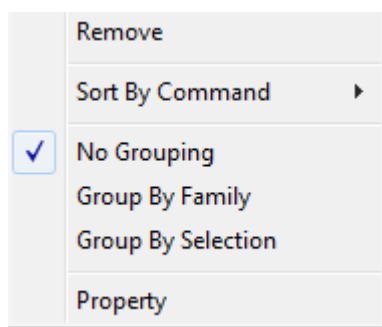 Remove
Sort By Command
No Grouping
Group By Family
Group By Selection
Property